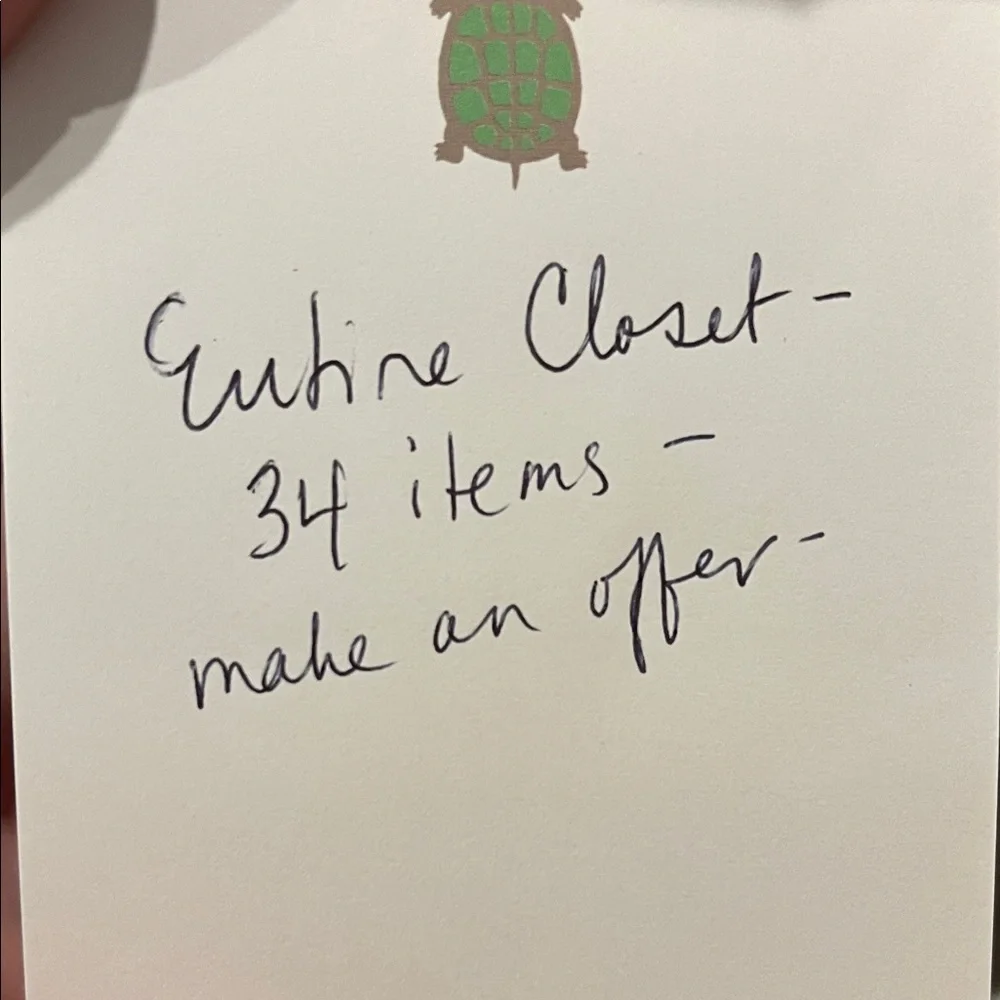 Entire Closet -
34 items -
make an offer -